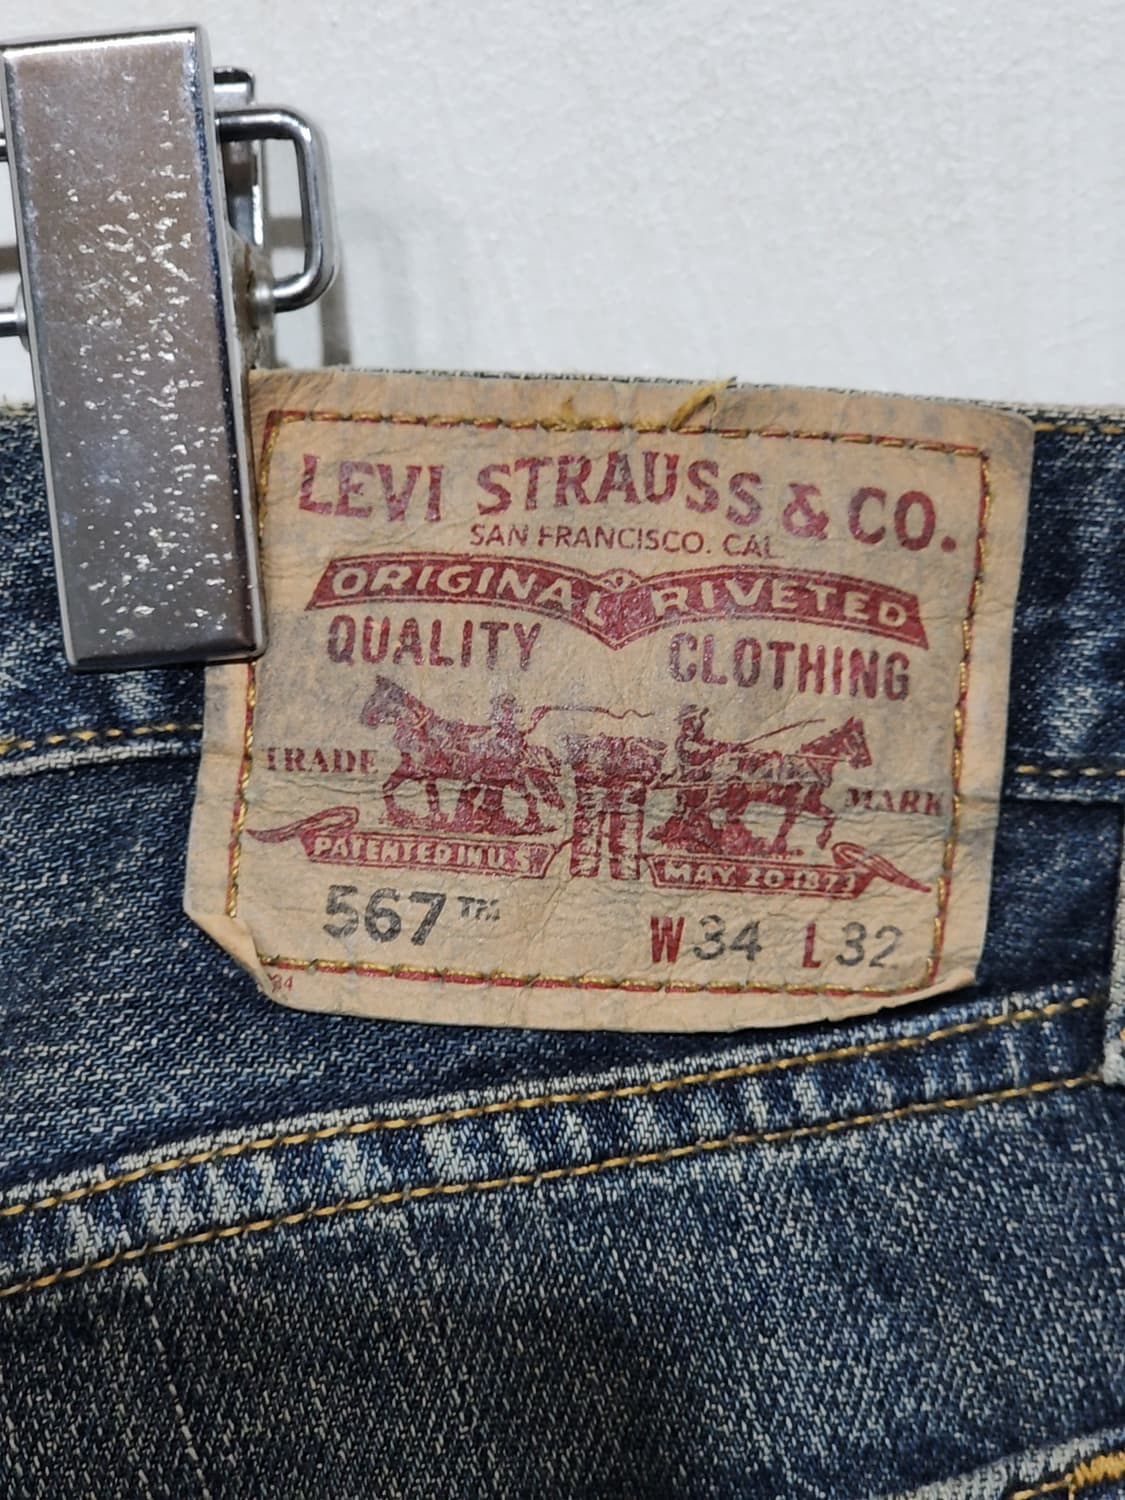 LEVI STRAUSS & CO.
SAN FRANCISCO. CAL
ORIGINAL RIVETED
QUALITY CLOTHING
TRADE MARK
PATENTED IN U.S MAY 20 1873
567™ W34 L32